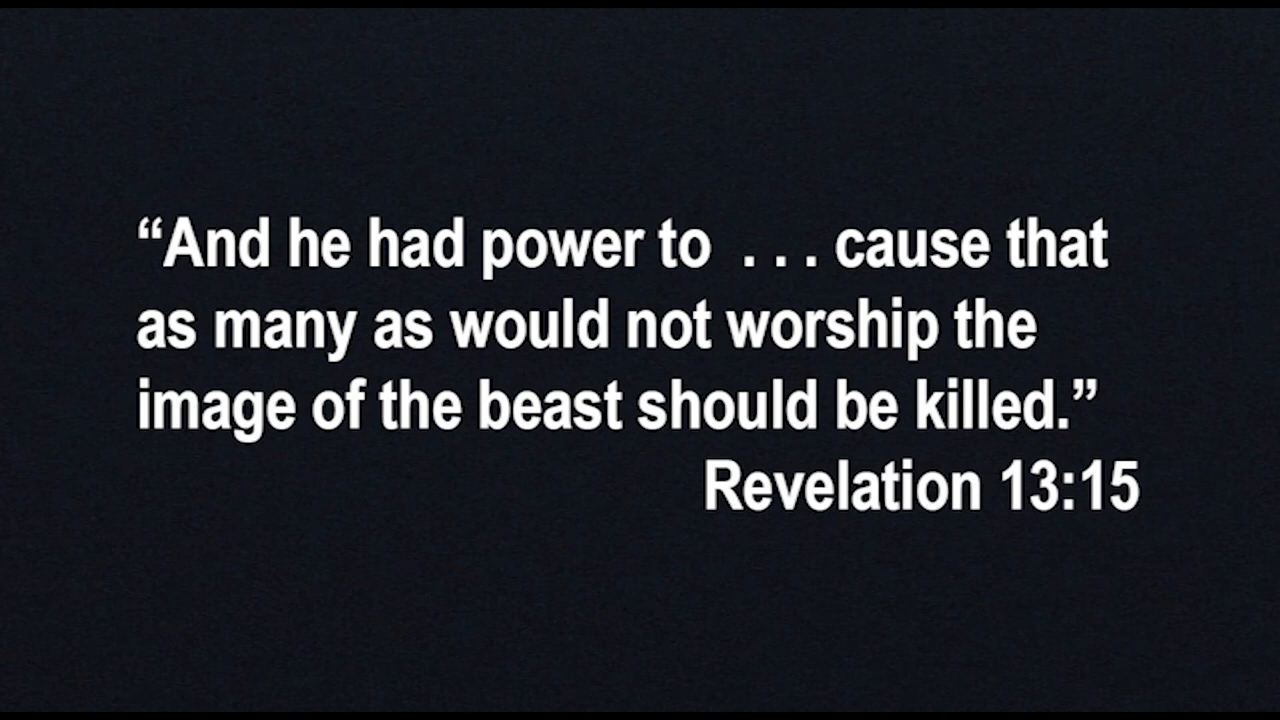 “And he had power to  . . . cause that
as many as would not worship the
image of the beast should be killed.”
Revelation 13:15